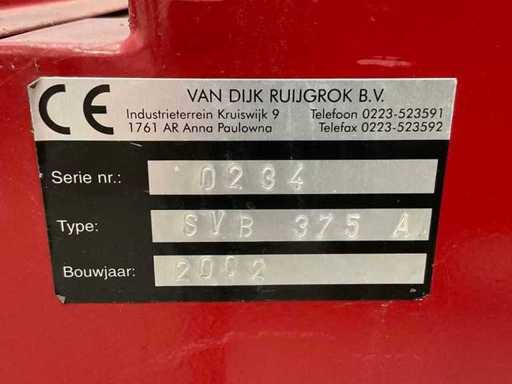 CE VAN DIJK RUIJGROK B.V.
Industrieterrein Kruiswijk 9 Telefoon 0223-523591
1761 AR Anna Paulowna Telefax 0223-523592
Serie nr.: 0234
Type: SVB 375 A
Bouwjaar: 2002